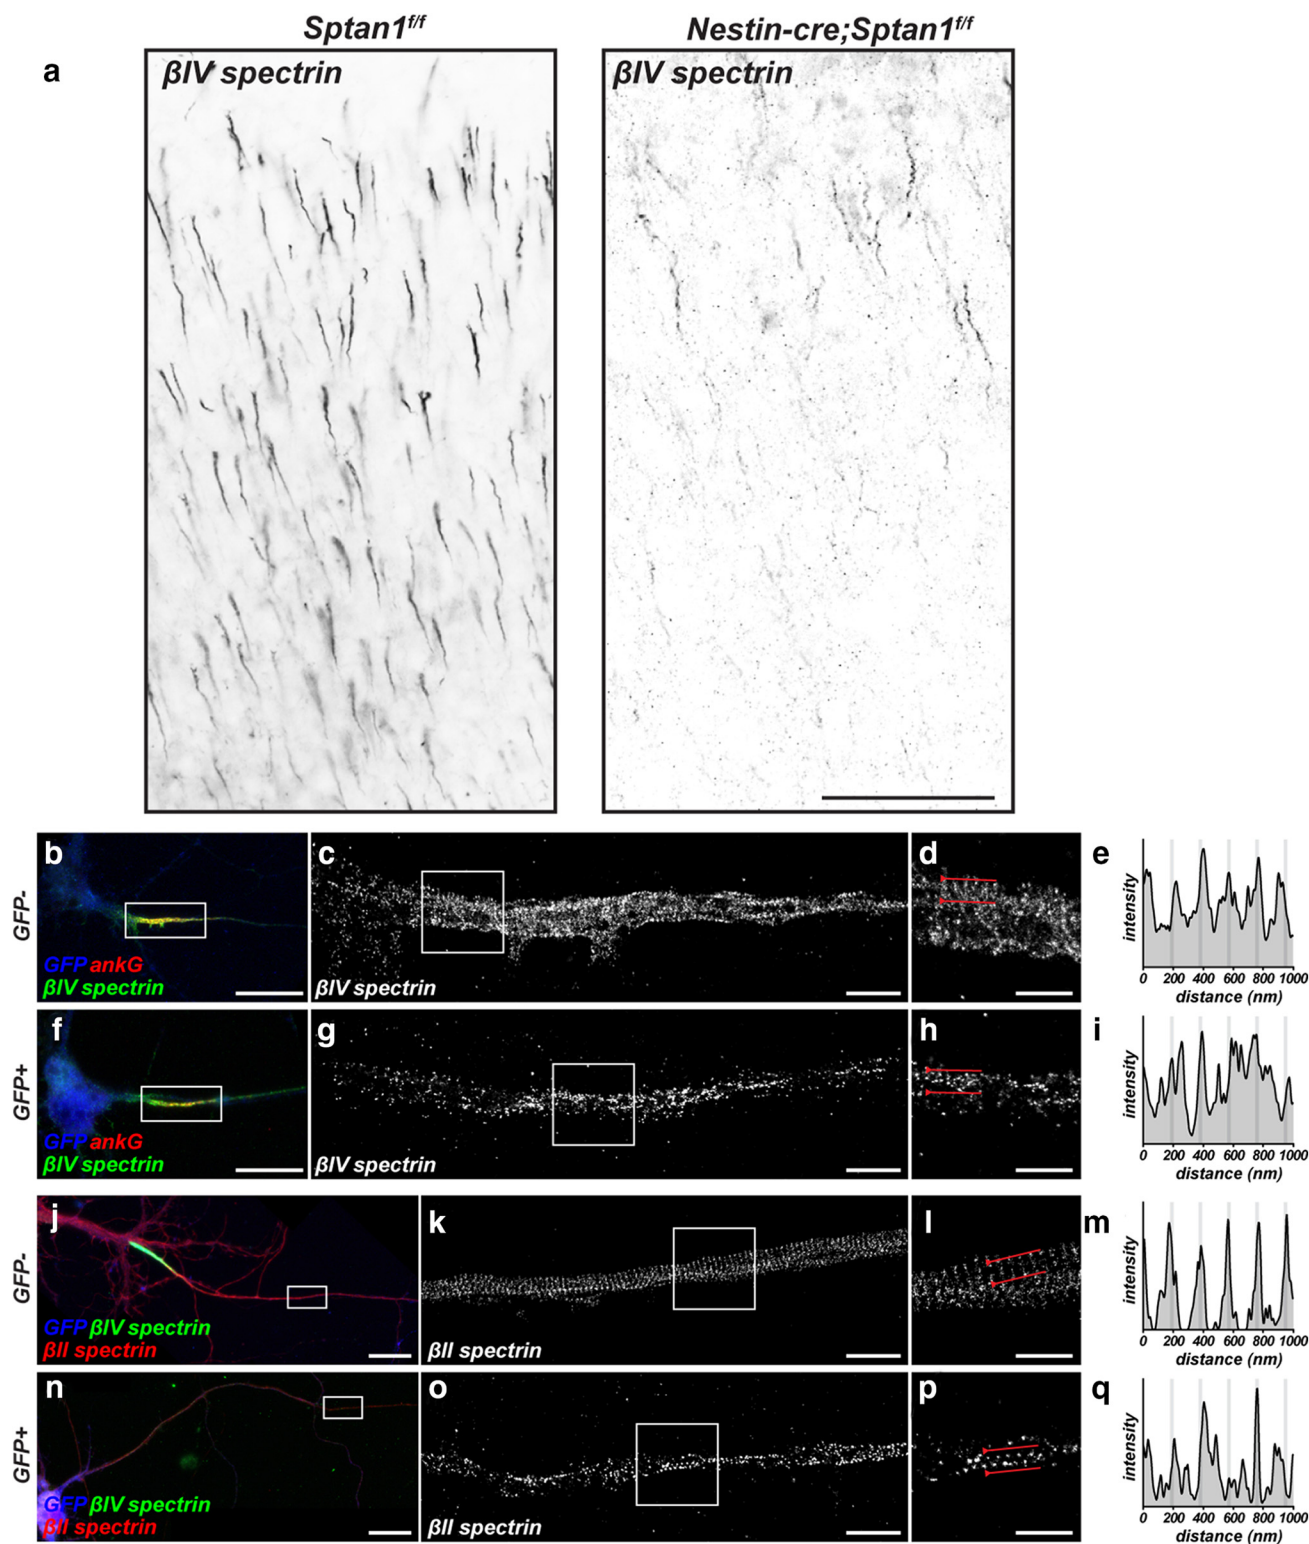 Sptan1f/f
Nestin-cre;Sptan1f/f
a
βIV spectrin
βIV spectrin
GFP-
b
GFP ankG
βIV spectrin
c
βIV spectrin
d
e
intensity
0 200 400 600 800 1000
distance (nm)
GFP+
f
GFP ankG
βIV spectrin
g
βIV spectrin
h
i
intensity
0 200 400 600 800 1000
distance (nm)
GFP-
j
GFP βIV spectrin
βII spectrin
k
βII spectrin
l
m
intensity
0 200 400 600 800 1000
distance (nm)
GFP+
n
GFP βIV spectrin
βII spectrin
o
βII spectrin
p
q
intensity
0 200 400 600 800 1000
distance (nm)